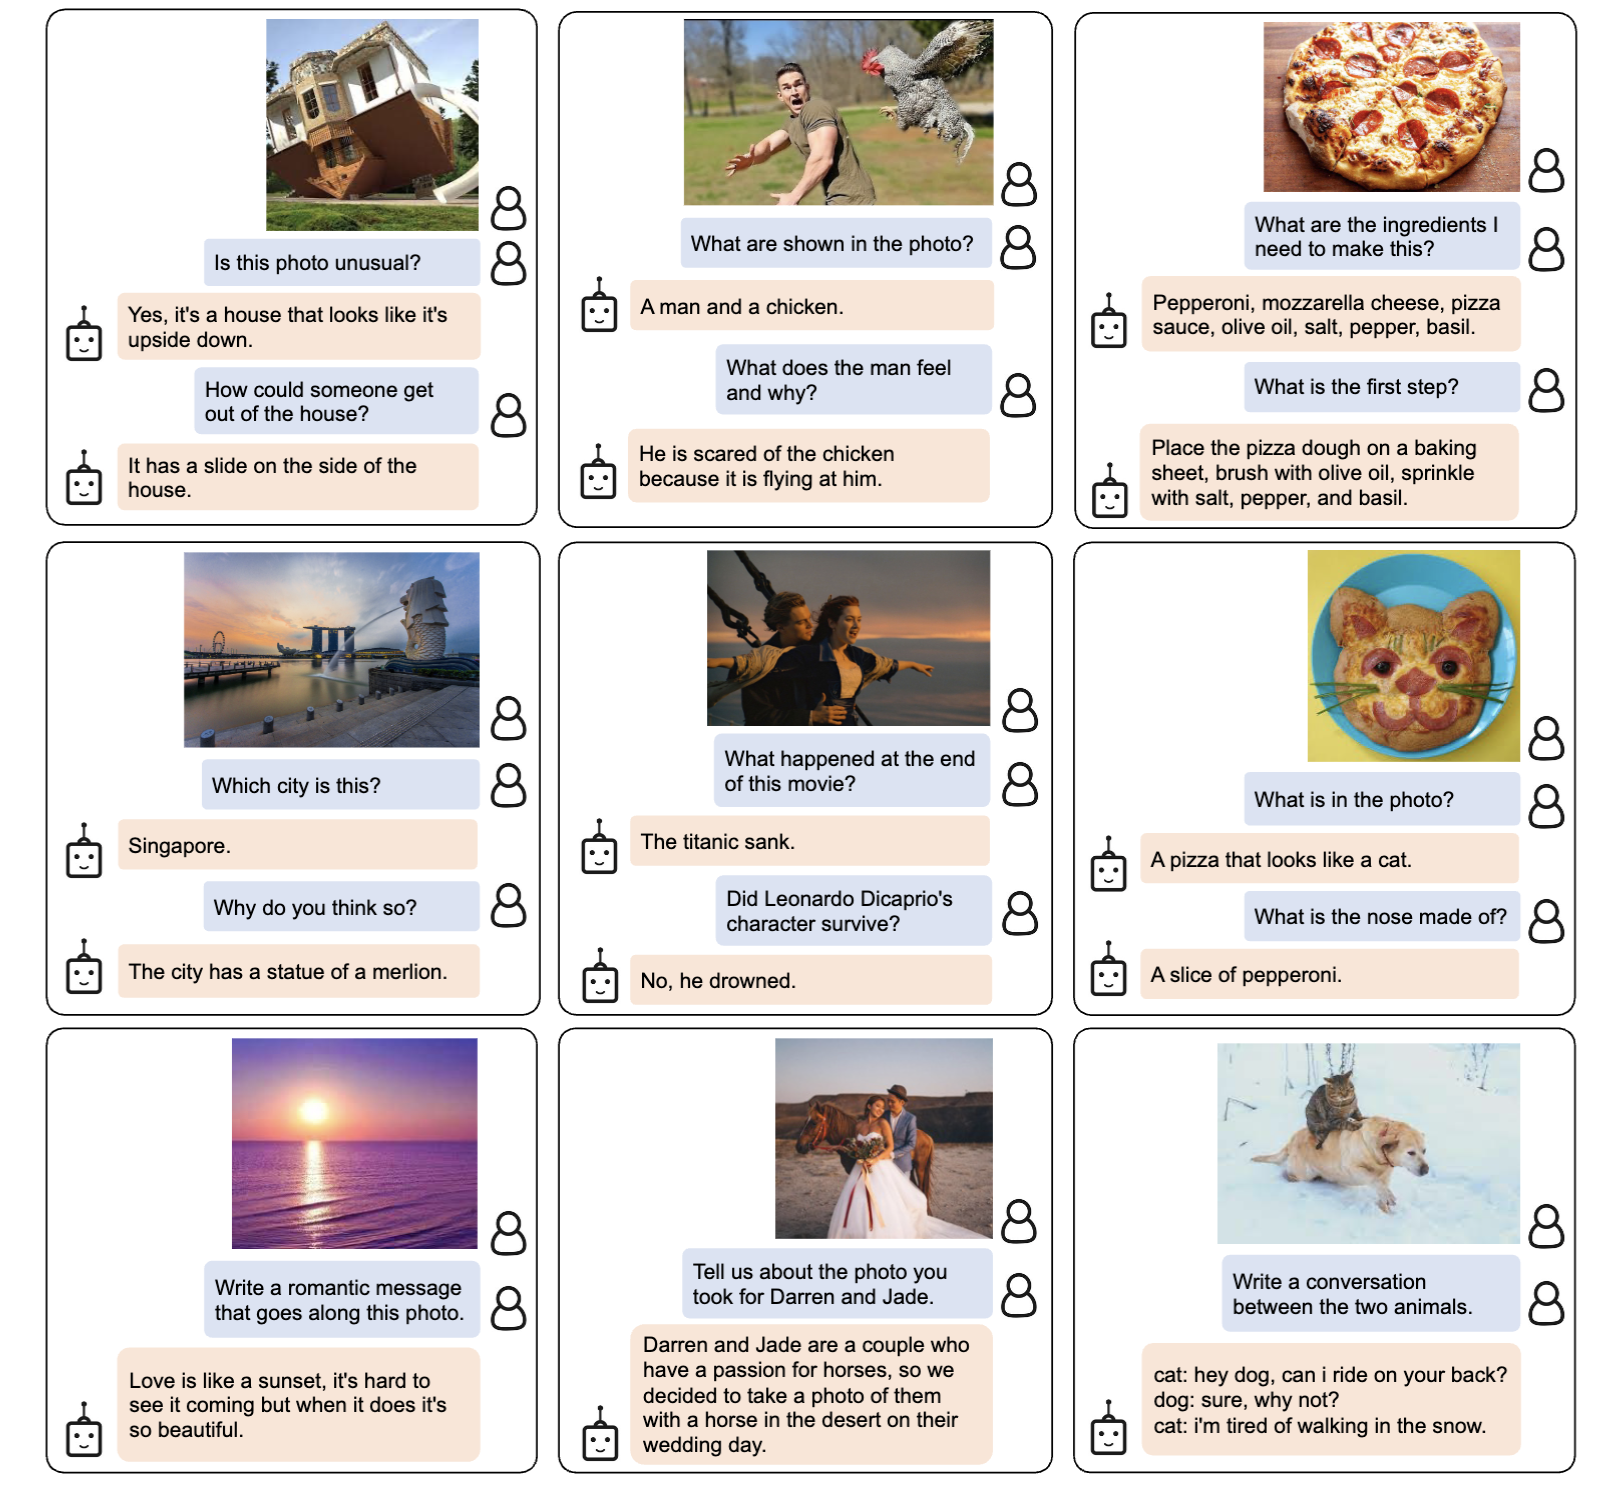 Is this photo unusual?
Yes, it's a house that looks like it's
upside down.
How could someone get
out of the house?
It has a slide on the side of the
house.
What are shown in the photo?
A man and a chicken.
What does the man feel
and why?
He is scared of the chicken
because it is flying at him.
What are the ingredients I
need to make this?
Pepperoni, mozzarella cheese, pizza
sauce, olive oil, salt, pepper, basil.
What is the first step?
Place the pizza dough on a baking
sheet, brush with olive oil, sprinkle
with salt, pepper, and basil.
Which city is this?
Singapore.
Why do you think so?
The city has a statue of a merlion.
What happened at the end
of this movie?
The titanic sank.
Did Leonardo Dicaprio's
character survive?
No, he drowned.
What is in the photo?
A pizza that looks like a cat.
What is the nose made of?
A slice of pepperoni.
Write a romantic message
that goes along this photo.
Love is like a sunset, it's hard to
see it coming but when it does it's
so beautiful.
Tell us about the photo you
took for Darren and Jade.
Darren and Jade are a couple who
have a passion for horses, so we
decided to take a photo of them
with a horse in the desert on their
wedding day.
Write a conversation
between the two animals.
cat: hey dog, can i ride on your back?
dog: sure, why not?
cat: i'm tired of walking in the snow.